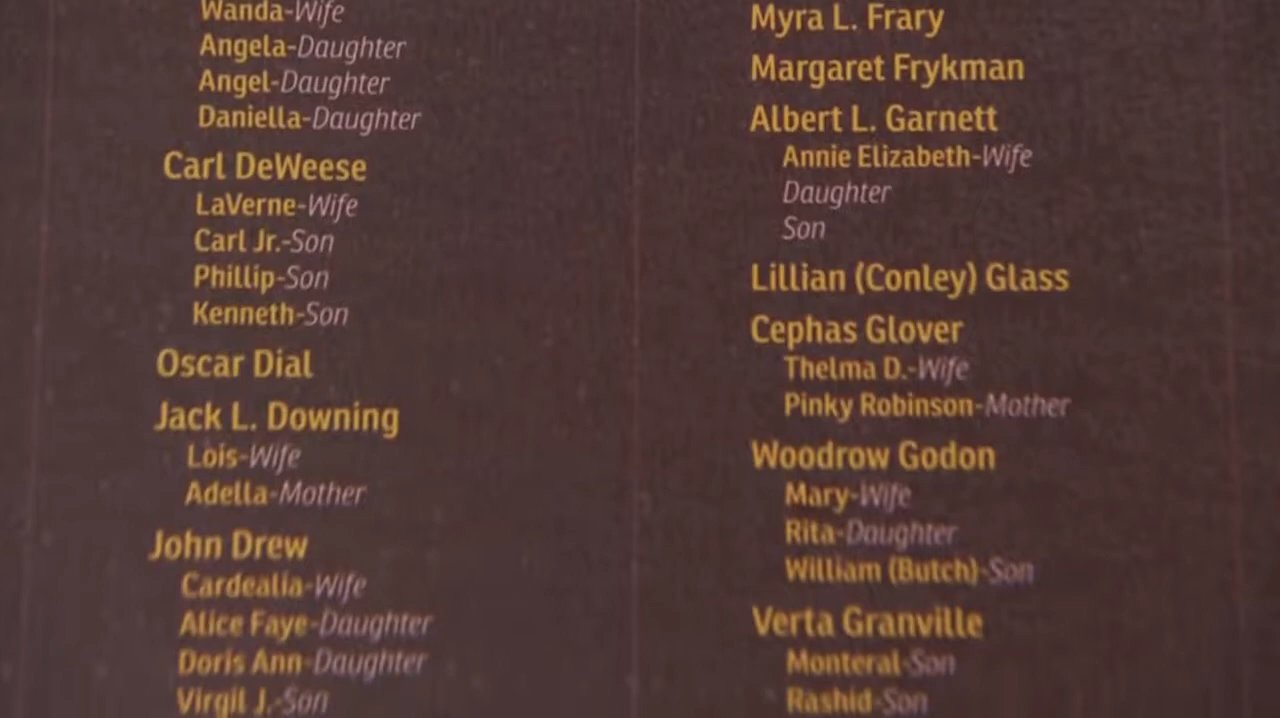 Wanda-Wife
Angela-Daughter
Angel-Daughter
Daniella-Daughter
Carl DeWeese
LaVerne-Wife
Carl Jr.-Son
Phillip-Son
Kenneth-Son
Oscar Dial
Jack L. Downing
Lois-Wife
Adella-Mother
John Drew
Cardealia-Wife
Alice Faye-Daughter
Doris Ann-Daughter
Virgil J.-Son
Myra L. Frary
Margaret Frykman
Albert L. Garnett
Annie Elizabeth-Wife
Daughter
Son
Lillian (Conley) Glass
Cephas Glover
Thelma D.-Wife
Pinky Robinson-Mother
Woodrow Godon
Mary-Wife
Rita-Daughter
William (Butch)-Son
Verta Granville
Monteral-Son
Rashid-Son